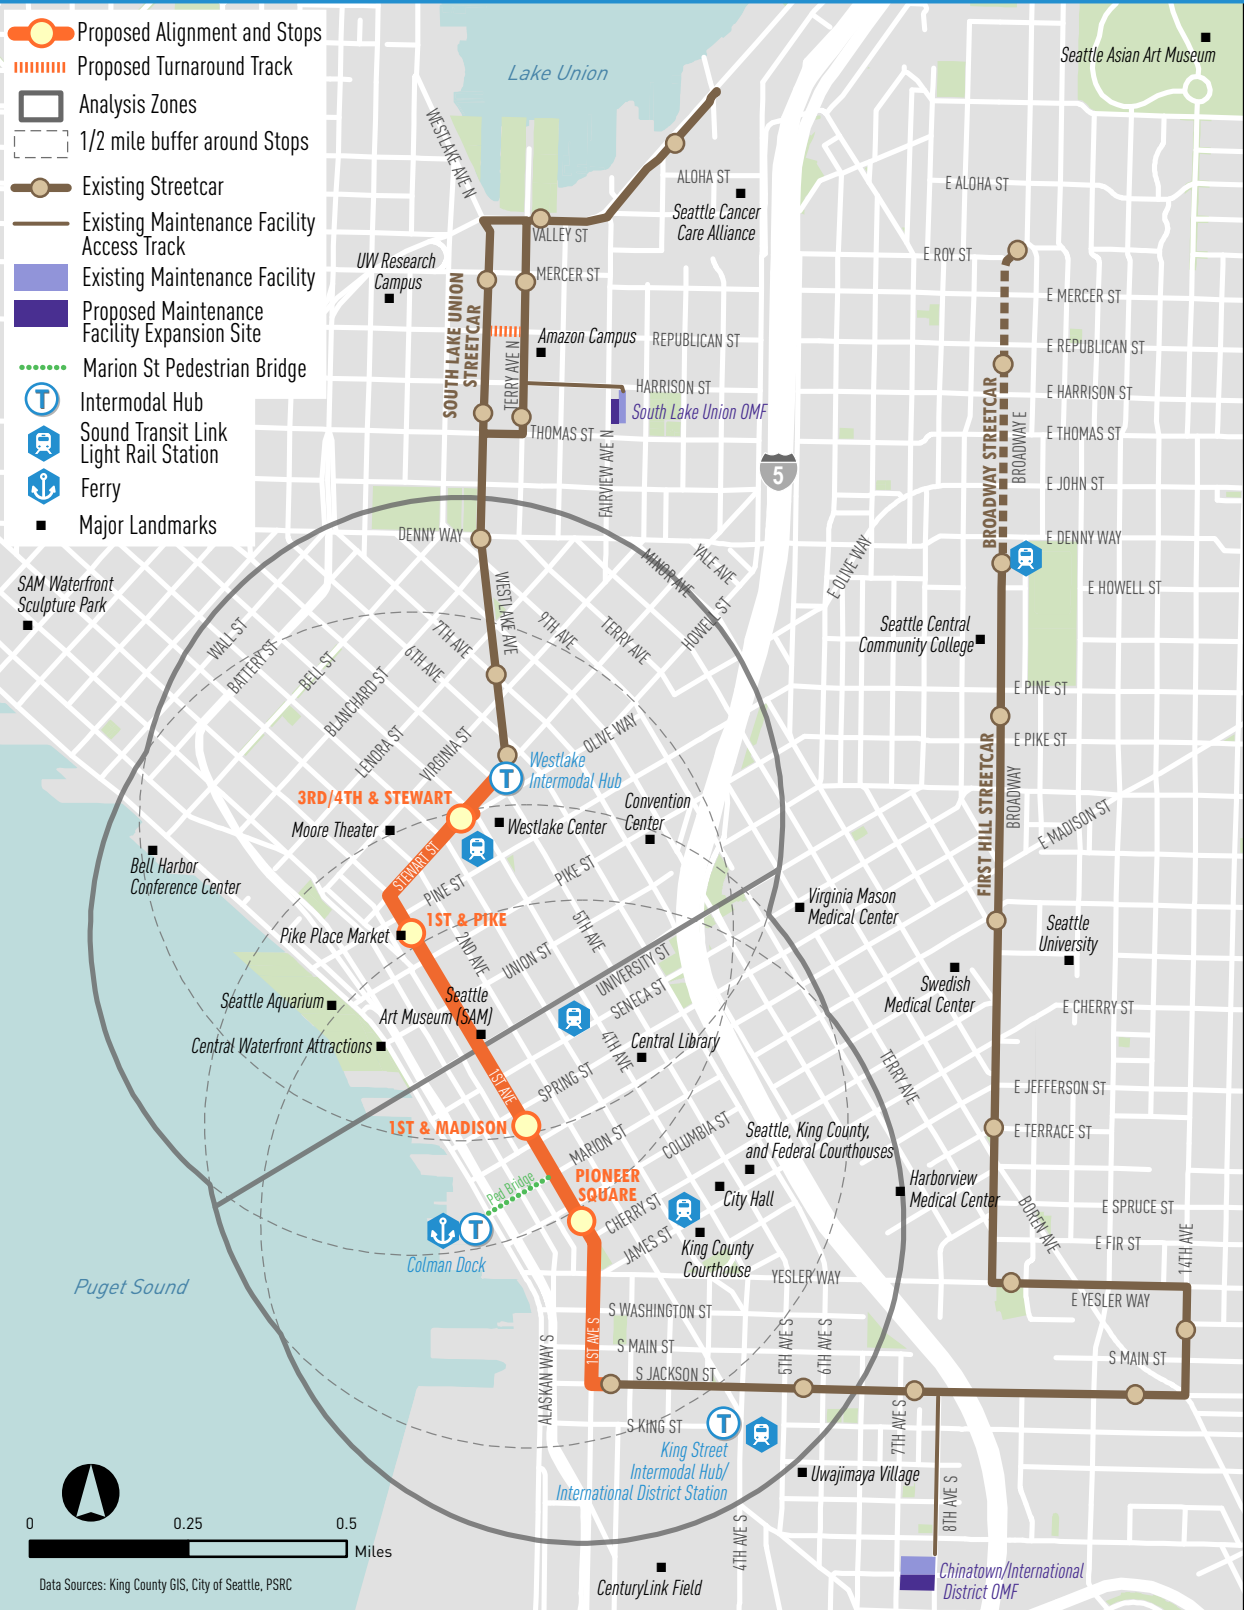 Proposed Alignment and Stops
Proposed Turnaround Track
Analysis Zones
1/2 mile buffer around Stops
Existing Streetcar
Existing Maintenance Facility
Access Track
Existing Maintenance Facility
Proposed Maintenance
Facility Expansion Site
Marion St Pedestrian Bridge
T
Intermodal Hub
Sound Transit Link
Light Rail Station
Ferry
Major Landmarks
Lake Union
Seattle Asian Art Museum
WESTLAKE AVE N
ALOHA ST
Seattle Cancer
Care Alliance
E ALOHA ST
VALLEY ST
E ROY ST
UW Research
Campus
MERCER ST
E MERCER ST
SOUTH LAKE UNION
STREETCAR
TERRY AVE N
Amazon Campus
REPUBLICAN ST
E REPUBLICAN ST
HARRISON ST
E HARRISON ST
South Lake Union OMF
THOMAS ST
E THOMAS ST
FAIRVIEW AVE N
5
BROADWAY STREETCAR
BROADWAY E
E JOHN ST
DENNY WAY
E DENNY WAY
SAM Waterfront
Sculpture Park
WESTLAKE AVE
MINOR AVE
YALE AVE
E OLIVE WAY
E HOWELL ST
WALL ST
BATTERY ST
BELL ST
BLANCHARD ST
LENORA ST
VIRGINIA ST
7TH AVE
6TH AVE
9TH AVE
TERRY AVE
HOWELL ST
Seattle Central
Community College
E PINE ST
OLIVE WAY
E PIKE ST
T
Westlake
Intermodal Hub
3RD/4TH & STEWART
Moore Theater
Westlake Center
Convention
Center
FIRST HILL STREETCAR
BROADWAY
E MADISON ST
Bell Harbor
Conference Center
STEWART ST
PINE ST
PIKE ST
Virginia Mason
Medical Center
1ST & PIKE
Pike Place Market
2ND AVE
5TH AVE
UNION ST
UNIVERSITY ST
SENECA ST
Seattle
University
Swedish
Medical Center
Seattle Aquarium
Seattle
Art Museum (SAM)
E CHERRY ST
Central Waterfront Attractions
4TH AVE
Central Library
1ST AVE
SPRING ST
TERRY AVE
E JEFFERSON ST
1ST & MADISON
MARION ST
COLUMBIA ST
Seattle, King County,
and Federal Courthouses
E TERRACE ST
Ped Bridge
PIONEER
SQUARE
City Hall
Harborview
Medical Center
CHERRY ST
JAMES ST
BOREN AVE
E SPRUCE ST
T
Colman Dock
King County
Courthouse
E FIR ST
14TH AVE
Puget Sound
YESLER WAY
E YESLER WAY
S WASHINGTON ST
1ST AVE S
S MAIN ST
5TH AVE S
6TH AVE S
S MAIN ST
S JACKSON ST
ALASKAN WAY S
T
S KING ST
7TH AVE S
King Street
Intermodal Hub/
International District Station
Uwajimaya Village
8TH AVE S
4TH AVE S
0
0.25
0.5
Miles
Data Sources: King County GIS, City of Seattle, PSRC
CenturyLink Field
Chinatown/International
District OMF